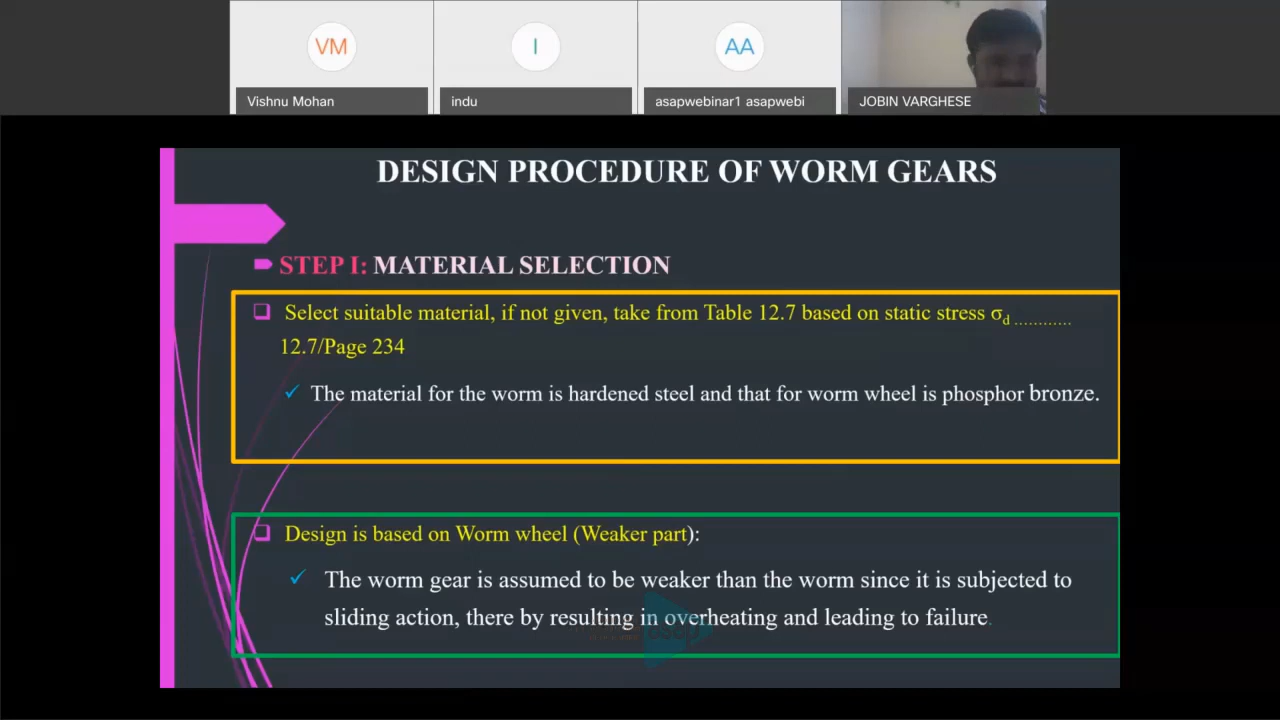 VM
I
AA
Vishnu Mohan
indu
asapwebinar1 asapwebi
JOBIN VARGHESE
DESIGN PROCEDURE OF WORM GEARS
STEP I: MATERIAL SELECTION
Select suitable material, if not given, take from Table 12.7 based on static stress σd ............
12.7/Page 234
The material for the worm is hardened steel and that for worm wheel is phosphor bronze.
Design is based on Worm wheel (Weaker part):
The worm gear is assumed to be weaker than the worm since it is subjected to
sliding action, there by resulting in overheating and leading to failure.